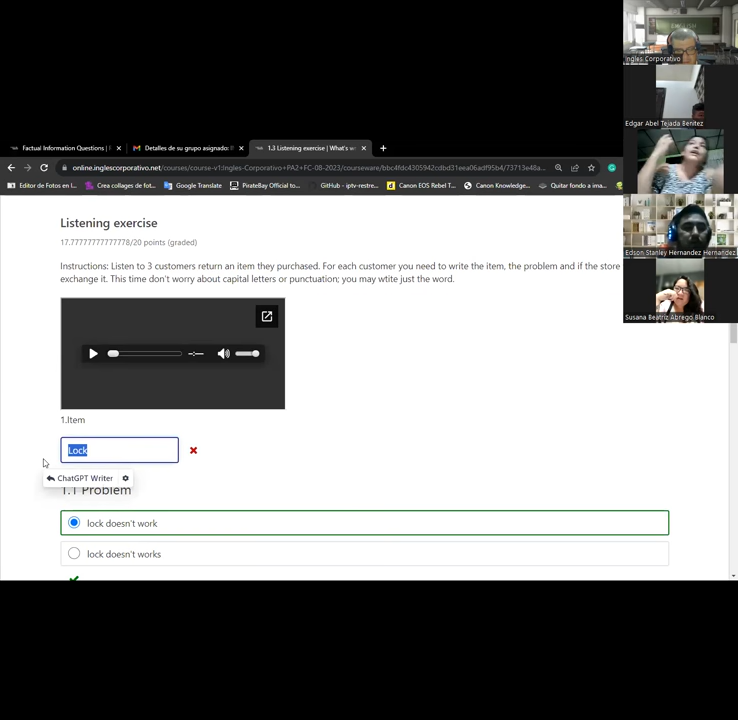 ENGLISH
Ingles Corporativo
Edgar Abel Tejada Benitez
Factual Information Questions |
Detalles de su grupo asignado:
1.3 Listening exercise | What's w
online.inglescorporativo.net/courses/course-v1:Ingles-Corporativo+PA2+FC-08-2023/courseware/bbc4fdc4305942cdbd31eea06adf95b4/73713e48a...
Editor de Fotos en l...
Crea collages de fot...
Google Translate
PirateBay Official to...
GitHub - iptv-restre...
Canon EOS Rebel T...
Canon Knowledge...
Quitar fondo a ima...
Listening exercise
17.77777777777778/20 points (graded)
Edson Stanley Hernandez Hernandez
Instructions: Listen to 3 customers return an item they purchased. For each customer you need to write the item, the problem and if the store
exchange it. This time don't worry about capital letters or punctuation; you may wtite just the word.
Susana Beatriz Abrego Blanco
1.Item
Lock
ChatGPT Writer
1.1 Problem
lock doesn't work
lock doesn't works